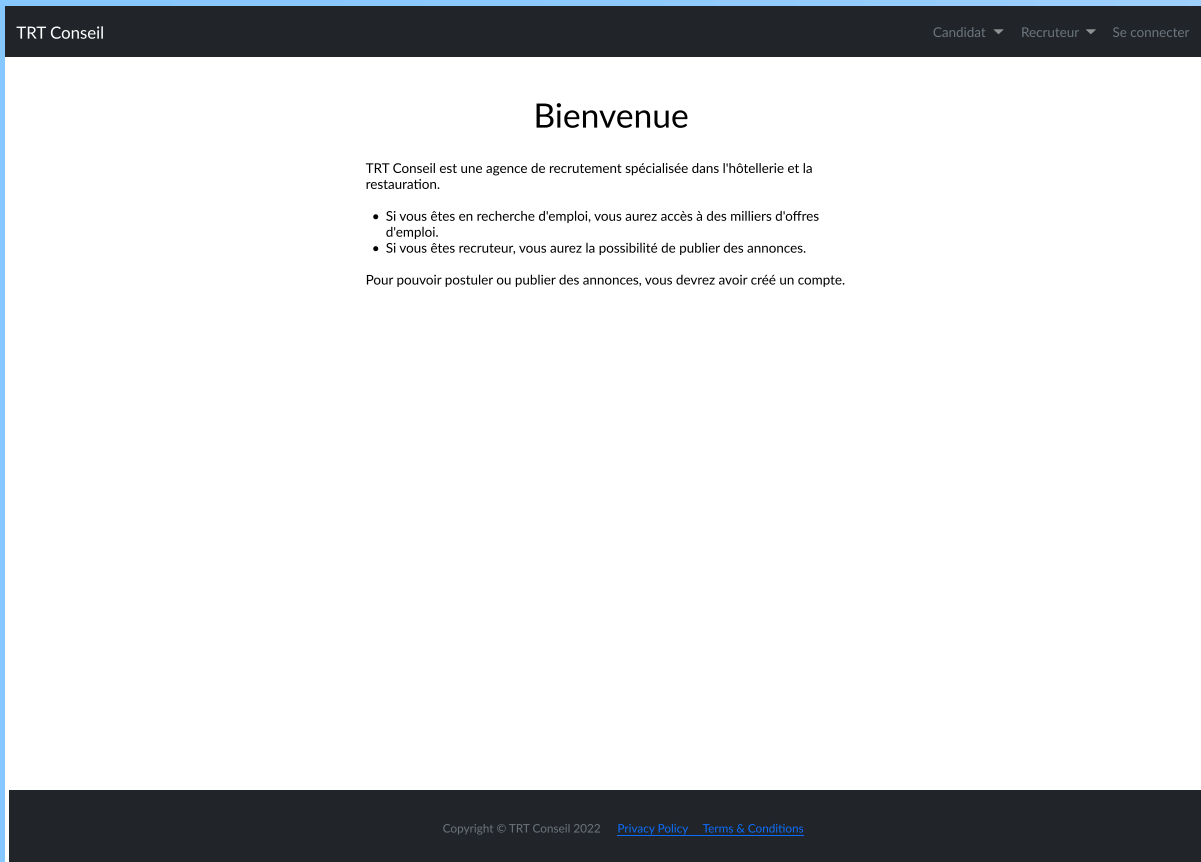 TRT Conseil
Candidat
Recruteur
Se connecter
Bienvenue
TRT Conseil est une agence de recrutement spécialisée dans l'hôtellerie et la
restauration.
• Si vous êtes en recherche d'emploi, vous aurez accès à des milliers d'offres
d'emploi.
• Si vous êtes recruteur, vous aurez la possibilité de publier des annonces.
Pour pouvoir postuler ou publier des annonces, vous devrez avoir créé un compte.
Copyright © TRT Conseil 2022 Privacy Policy Terms & Conditions